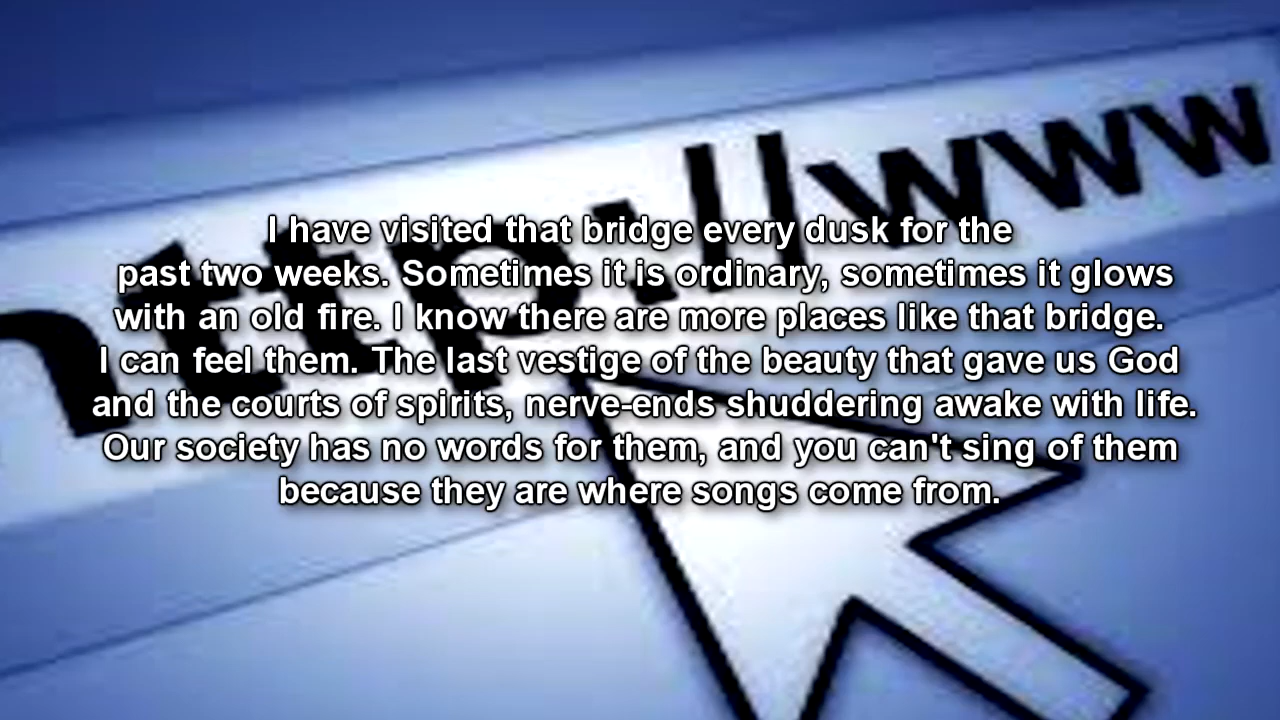 http://www
I have visited that bridge every dusk for the
past two weeks. Sometimes it is ordinary, sometimes it glows
with an old fire. I know there are more places like that bridge.
I can feel them. The last vestige of the beauty that gave us God
and the courts of spirits, nerve-ends shuddering awake with life.
Our society has no words for them, and you can't sing of them
because they are where songs come from.